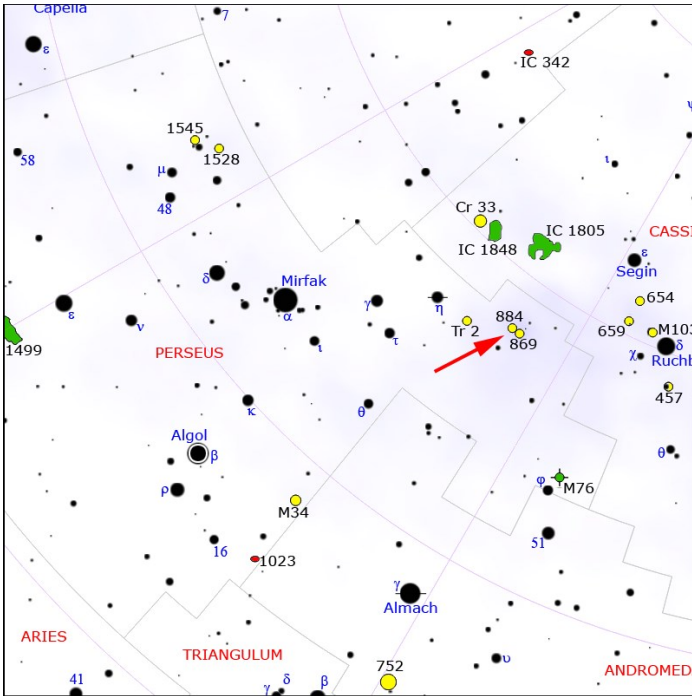 Capella
7
ε
IC 342
ψ
1545
1528
58
μ
48
ι
Cr 33
IC 1805
IC 1848
CASSI
ε
Segin
δ
Mirfak
α
γ
η
654
884
659
M103
ε
ν
Tr 2
869
δ
1499
PERSEUS
ι
τ
χ
Ruchb
457
κ
θ
Algol
β
θ
ρ
φ
M76
M34
16
51
1023
γ
Almach
ARIES
TRIANGULUM
υ
ANDROMED
752
41
γ
δ
β